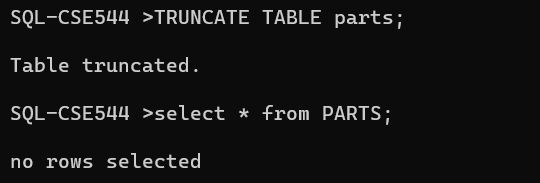 SQL-CSE544 >TRUNCATE TABLE parts;
Table truncated.
SQL-CSE544 >select * from PARTS;
no rows selected